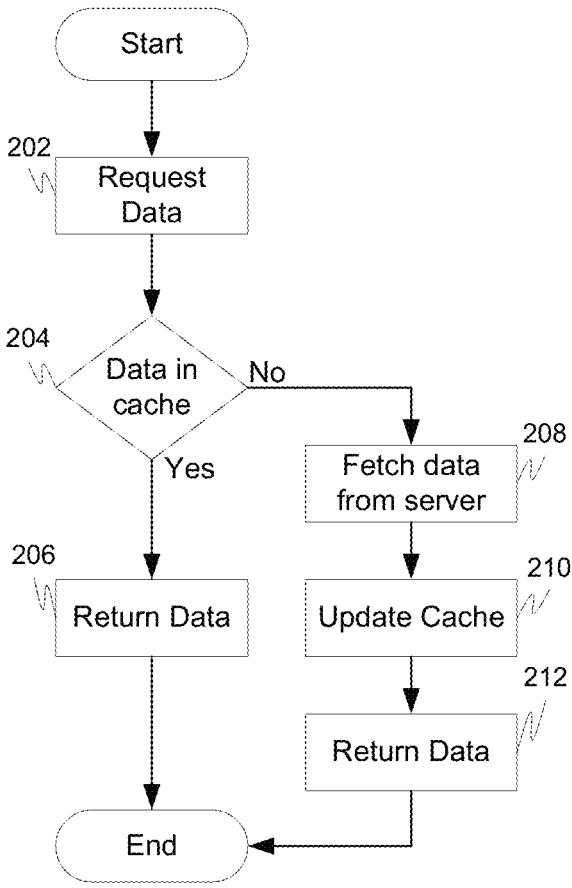 Start
202
Request
Data
204
Data in
cache
No
Yes
208
Fetch data
from server
206
Return Data
210
Update Cache
212
Return Data
End